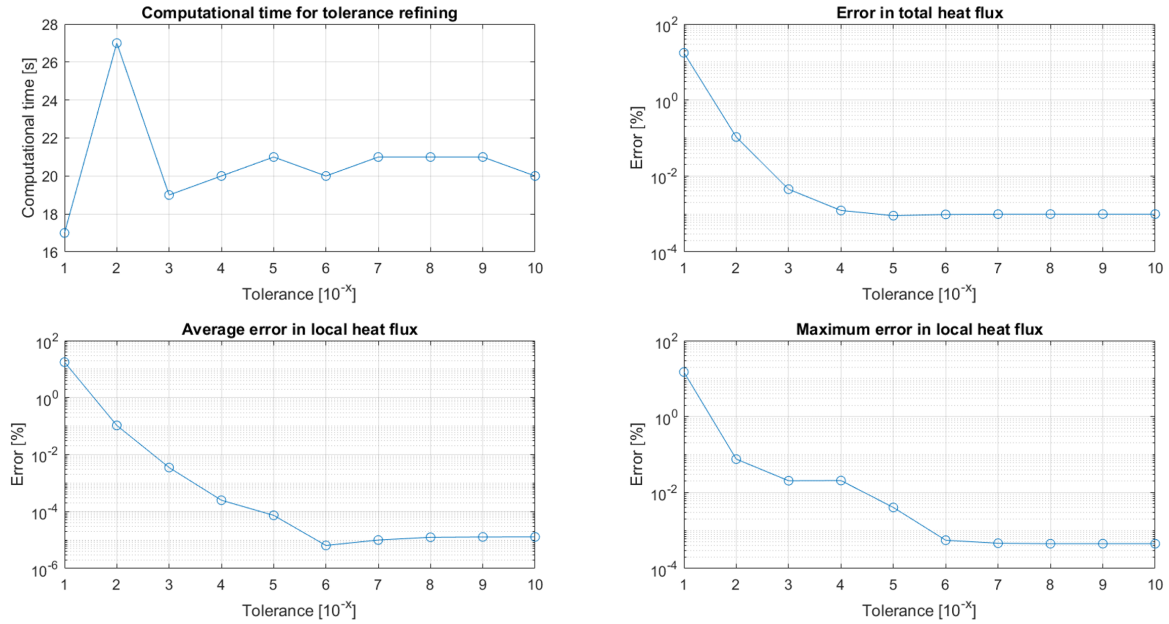 Computational time for tolerance refining
28
26
24
22
20
18
16
Computational time [s]
1 2 3 4 5 6 7 8 9 10
Tolerance [10^-x]
Error in total heat flux
10^2
10^0
10^-2
10^-4
Error [%]
1 2 3 4 5 6 7 8 9 10
Tolerance [10^-x]
Average error in local heat flux
10^2
10^0
10^-2
10^-4
10^-6
Error [%]
1 2 3 4 5 6 7 8 9 10
Tolerance [10^-x]
Maximum error in local heat flux
10^2
10^0
10^-2
10^-4
Error [%]
1 2 3 4 5 6 7 8 9 10
Tolerance [10^-x]